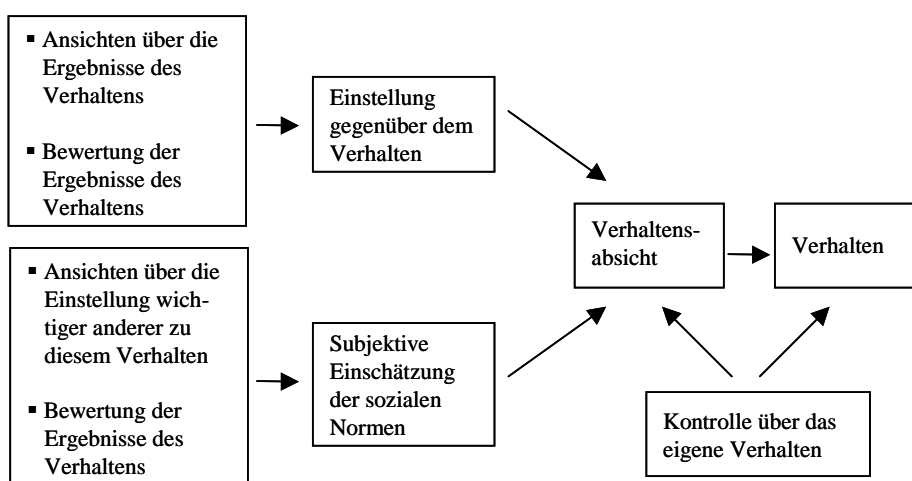 ▪ Ansichten über die
Ergebnisse des
Verhaltens
▪ Bewertung der
Ergebnisse des
Verhaltens
Einstellung
gegenüber dem
Verhalten
▪ Ansichten über die
Einstellung wich-
tiger anderer zu
diesem Verhalten
▪ Bewertung der
Ergebnisse des
Verhaltens
Subjektive
Einschätzung
der sozialen
Normen
Verhaltens-
absicht
Verhalten
Kontrolle über das
eigene Verhalten